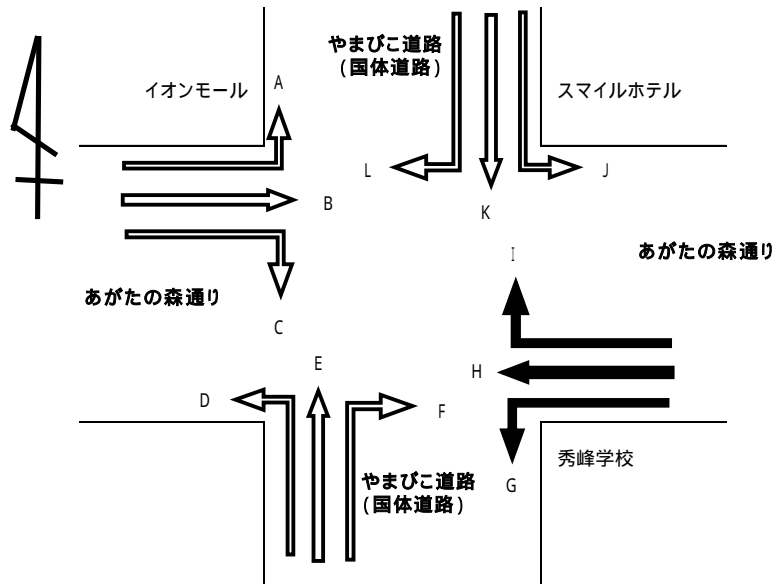 やまびこ道路
(国体道路)
イオンモール
A
スマイルホテル
L
J
B
K
I
あがたの森通り
あがたの森通り
C
E
H
D
F
秀峰学校
やまびこ道路
(国体道路)
G